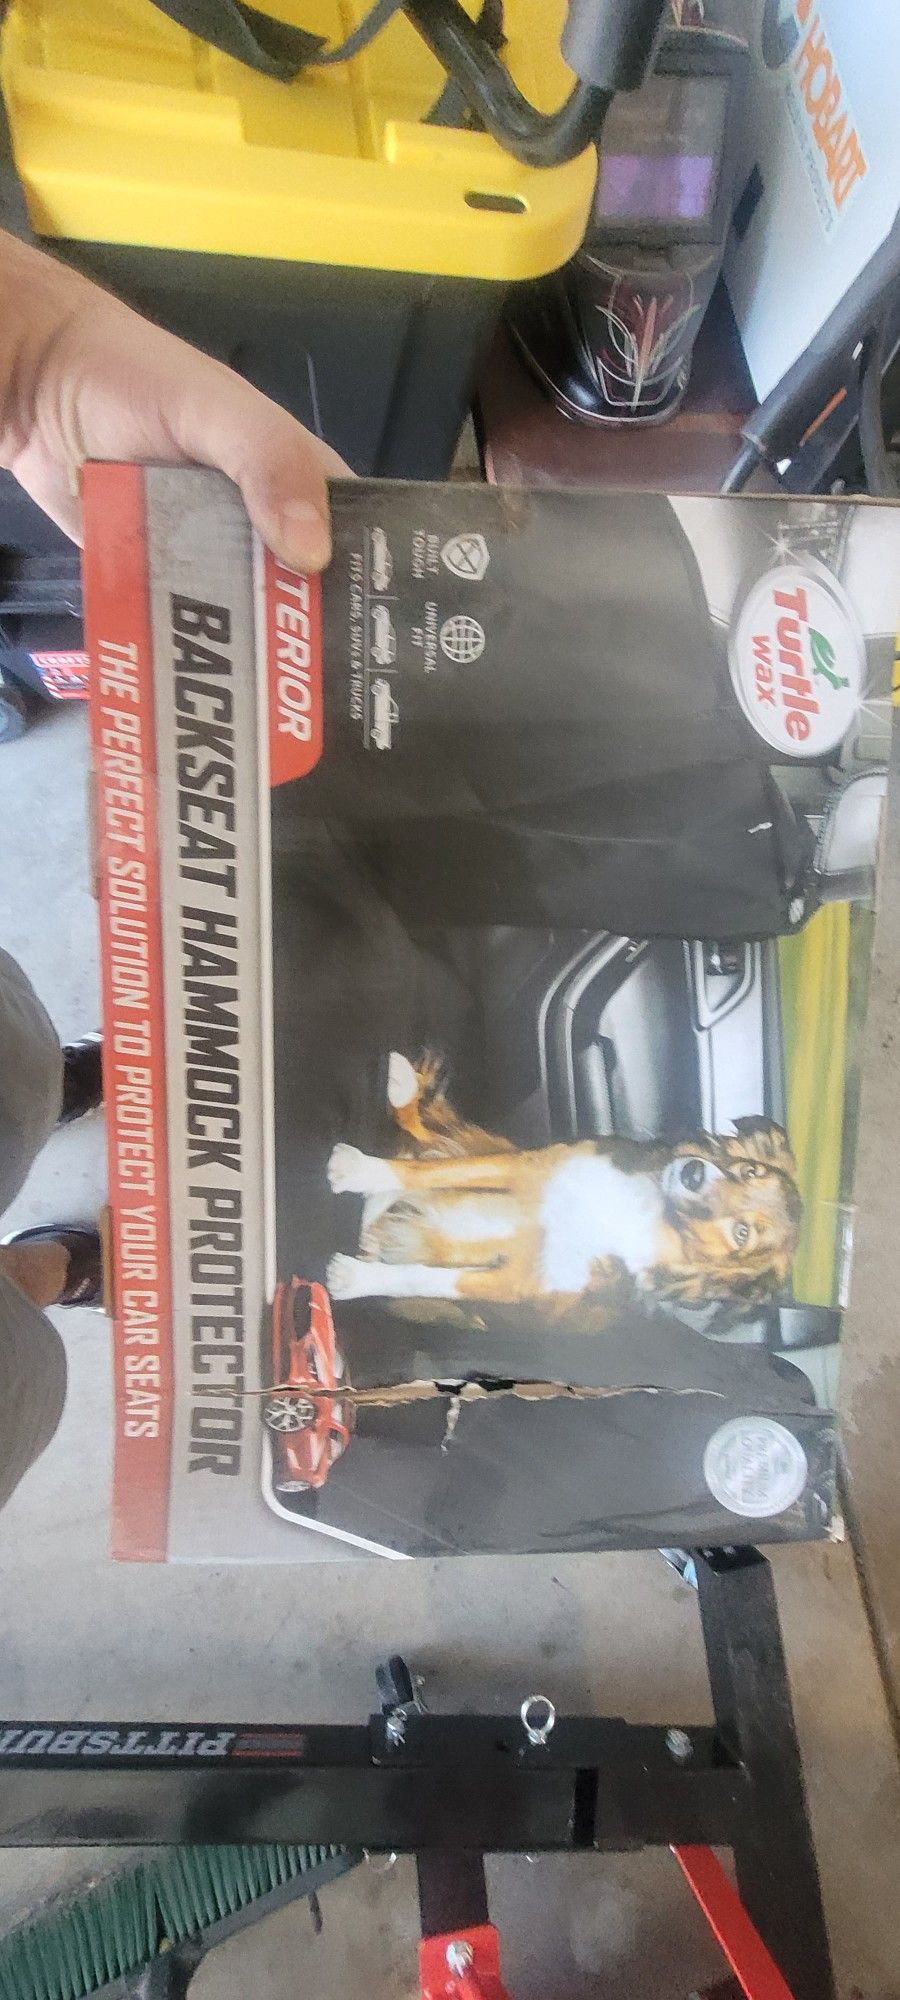 Turtle
Wax
BUILT
TOUGH
UNIVERSAL
FIT
FITS CARS, SUVS & TRUCKS
TERIOR
BACKSEAT HAMMOCK PROTECTOR
THE PERFECT SOLUTION TO PROTECT YOUR CAR SEATS
HOBART
PITTSBU